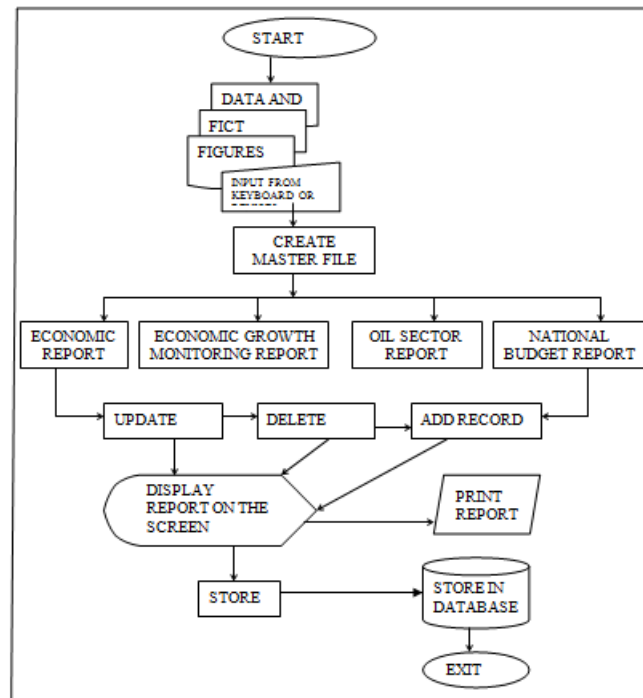 START
DATA AND
FICT
FIGURES
INPUT FROM
KEYBOARD OR
CREATE
MASTER FILE
ECONOMIC
REPORT
ECONOMIC GROWTH
MONITORING REPORT
OIL SECTOR
REPORT
NATIONAL
BUDGET REPORT
UPDATE
DELETE
ADD RECORD
DISPLAY
REPORT ON THE
SCREEN
PRINT
REPORT
STORE
STORE IN
DATABASE
EXIT